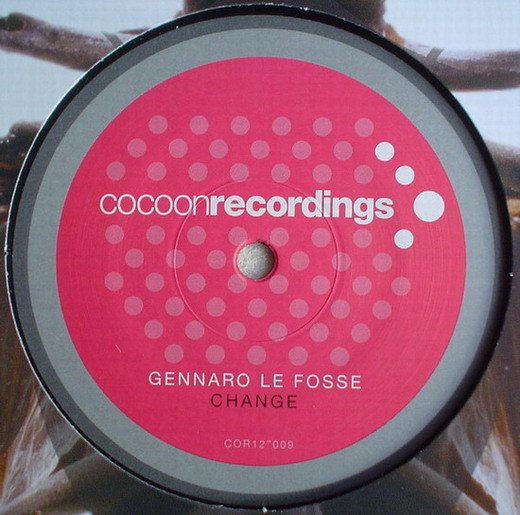 cocoonrecordings
GENNARO LE FOSSE
CHANGE
COR12"009